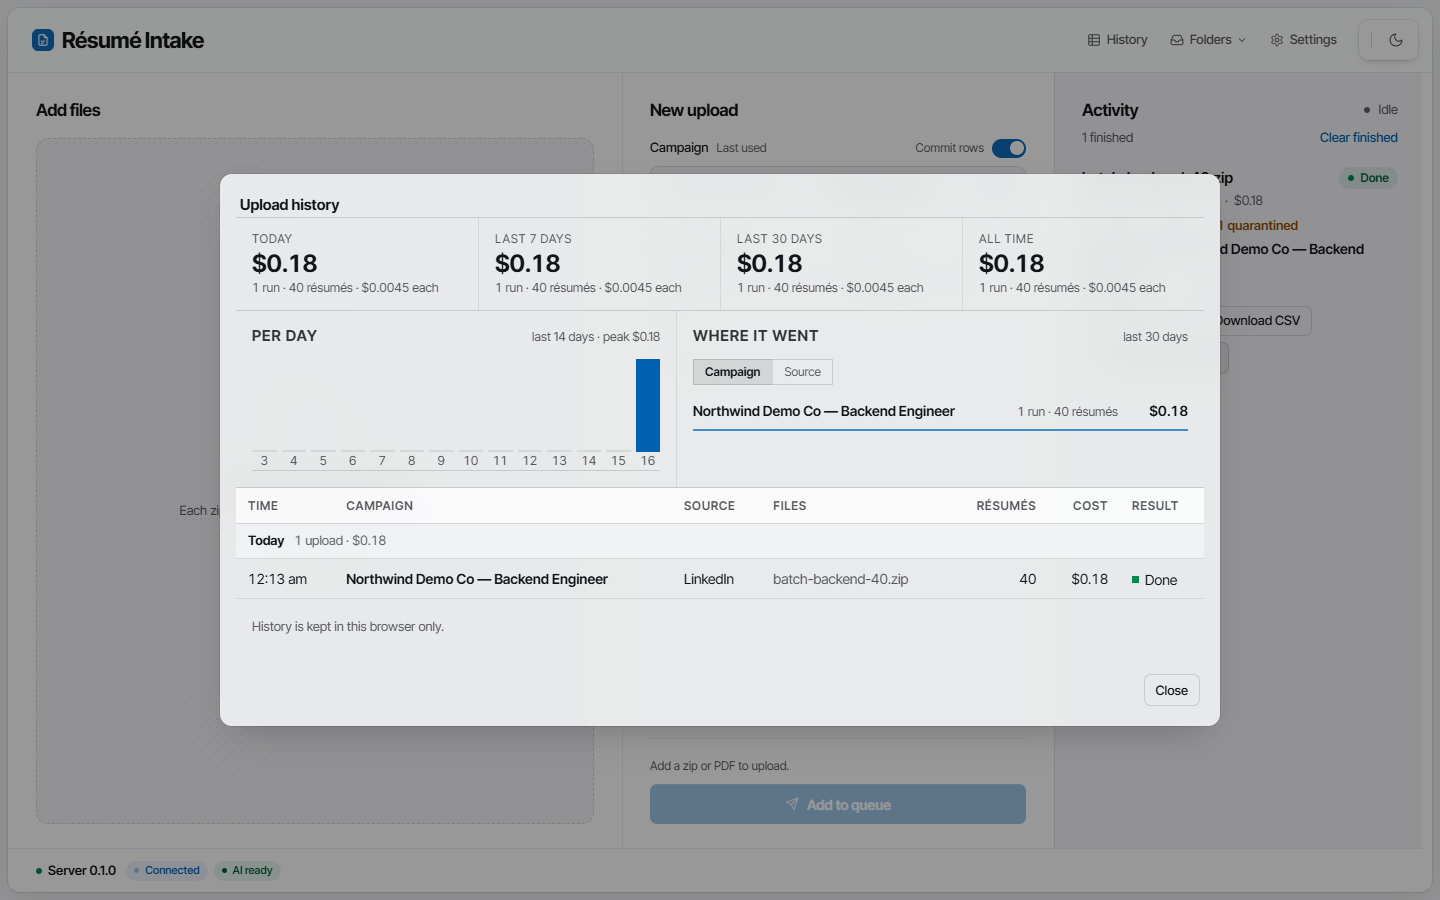 Résumé Intake
History
Folders
Settings
Add files
New upload
Activity
Idle
Campaign Last used
Commit rows
1 finished
Clear finished
Done
· $0.18
quarantined
Demo Co — Backend
Download CSV
Each
Upload history
TODAY
$0.18
1 run · 40 résumés · $0.0045 each
LAST 7 DAYS
$0.18
1 run · 40 résumés · $0.0045 each
LAST 30 DAYS
$0.18
1 run · 40 résumés · $0.0045 each
ALL TIME
$0.18
1 run · 40 résumés · $0.0045 each
PER DAY
last 14 days · peak $0.18
3 4 5 6 7 8 9 10 11 12 13 14 15 16
WHERE IT WENT
last 30 days
Campaign Source
Northwind Demo Co — Backend Engineer 1 run · 40 résumés $0.18
TIME CAMPAIGN SOURCE FILES RÉSUMÉS COST RESULT
Today 1 upload · $0.18
12:13 am Northwind Demo Co — Backend Engineer LinkedIn batch-backend-40.zip 40 $0.18 Done
History is kept in this browser only.
Close
Add a zip or PDF to upload.
Add to queue
Server 0.1.0 Connected AI ready